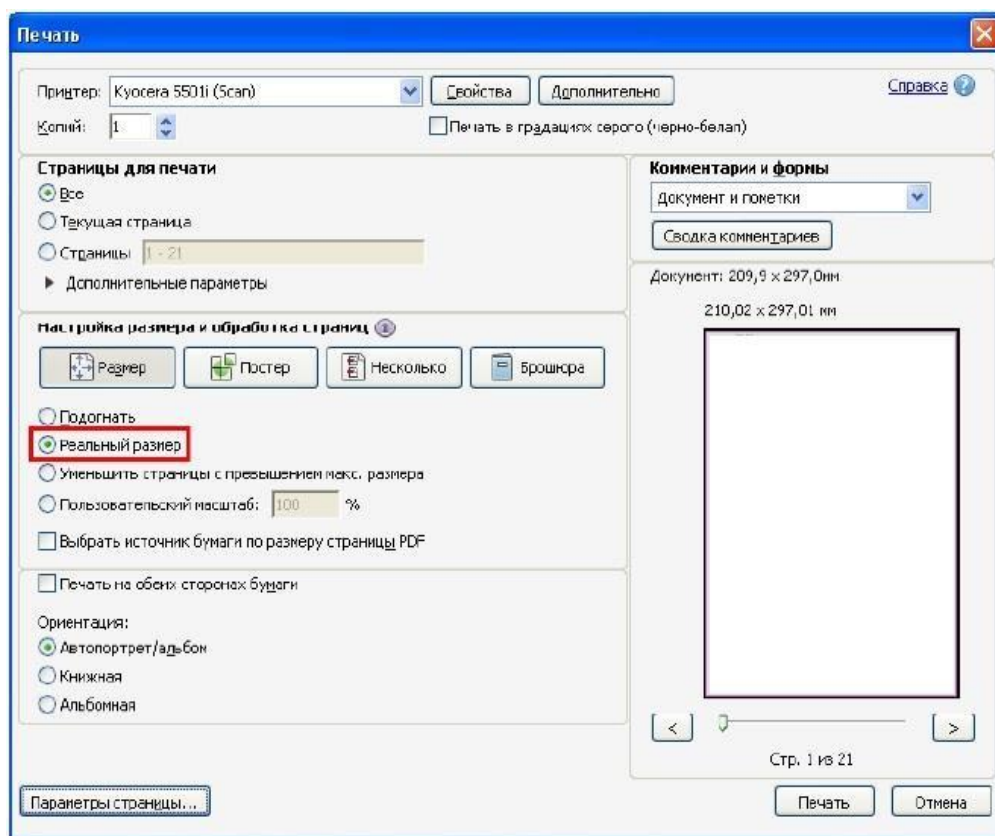 Печать
Принтер: Kyocera 5501i (Scan) Свойства Дополнительно Справка ?
Копий: 1 Печать в градациях серого (черно-белая)
Страницы для печати
Все
Текущая страница
Страницы 1 - 21
Дополнительные параметры
Комментарии и формы
Документ и пометки
Сводка комментариев
Документ: 209,9 x 297,0мм
210,02 x 297,01 мм
Настройка размера и обработка страниц
Размер Постер Несколько Брошюра
Подогнать
Реальный размер
Уменьшить страницы с превышением макс. размера
Пользовательский масштаб: 100 %
Выбрать источник бумаги по размеру страницы PDF
Печать на обеих сторонах бумаги
Ориентация:
Автопортрет/альбом
Книжная
Альбомная
< >
Стр. 1 из 21
Параметры страницы... Печать Отмена